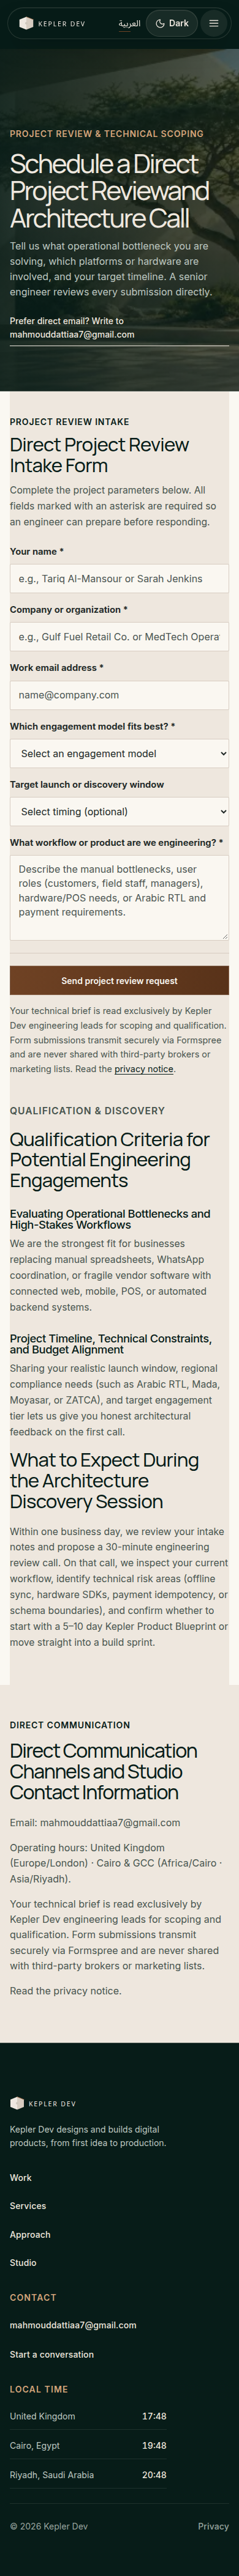 KEPLER DEV
العربية
Dark
PROJECT REVIEW & TECHNICAL SCOPING
Schedule a Direct
Project Review and
Architecture Call
Tell us what operational bottleneck you are
solving, which platforms or hardware are
involved, and your target timeline. A senior
engineer reviews every submission directly.
Prefer direct email? Write to
mahmouddattiaa7@gmail.com
PROJECT REVIEW INTAKE
Direct Project Review
Intake Form
Complete the project parameters below. All
fields marked with an asterisk are required so
an engineer can prepare before responding.
Your name *
e.g., Tariq Al-Mansour or Sarah Jenkins
Company or organization *
e.g., Gulf Fuel Retail Co. or MedTech Opera
Work email address *
name@company.com
Which engagement model fits best? *
Select an engagement model
Target launch or discovery window
Select timing (optional)
What workflow or product are we engineering? *
Describe the manual bottlenecks, user
roles (customers, field staff, managers),
hardware/POS needs, or Arabic RTL and
payment requirements.
Send project review request
Your technical brief is read exclusively by Kepler
Dev engineering leads for scoping and qualification.
Form submissions transmit securely via Formspree
and are never shared with third-party brokers or
marketing lists. Read the privacy notice.
QUALIFICATION & DISCOVERY
Qualification Criteria for
Potential Engineering
Engagements
Evaluating Operational Bottlenecks and
High-Stakes Workflows
We are the strongest fit for businesses
replacing manual spreadsheets, WhatsApp
coordination, or fragile vendor software with
connected web, mobile, POS, or automated
backend systems.
Project Timeline, Technical Constraints,
and Budget Alignment
Sharing your realistic launch window, regional
compliance needs (such as Arabic RTL, Mada,
Moyasar, or ZATCA), and target engagement
tier lets us give you honest architectural
feedback on the first call.
What to Expect During
the Architecture
Discovery Session
Within one business day, we review your intake
notes and propose a 30-minute engineering
review call. On that call, we inspect your current
workflow, identify technical risk areas (offline
sync, hardware SDKs, payment idempotency, or
schema boundaries), and confirm whether to
start with a 5–10 day Kepler Product Blueprint or
move straight into a build sprint.
DIRECT COMMUNICATION
Direct Communication
Channels and Studio
Contact Information
Email: mahmouddattiaa7@gmail.com
Operating hours: United Kingdom
(Europe/London) · Cairo & GCC (Africa/Cairo ·
Asia/Riyadh).
Your technical brief is read exclusively by
Kepler Dev engineering leads for scoping and
qualification. Form submissions transmit
securely via Formspree and are never shared
with third-party brokers or marketing lists.
Read the privacy notice.
KEPLER DEV
Kepler Dev designs and builds digital
products, from first idea to production.
Work
Services
Approach
Studio
CONTACT
mahmouddattiaa7@gmail.com
Start a conversation
LOCAL TIME
United Kingdom 17:48
Cairo, Egypt 19:48
Riyadh, Saudi Arabia 20:48
© 2026 Kepler Dev Privacy